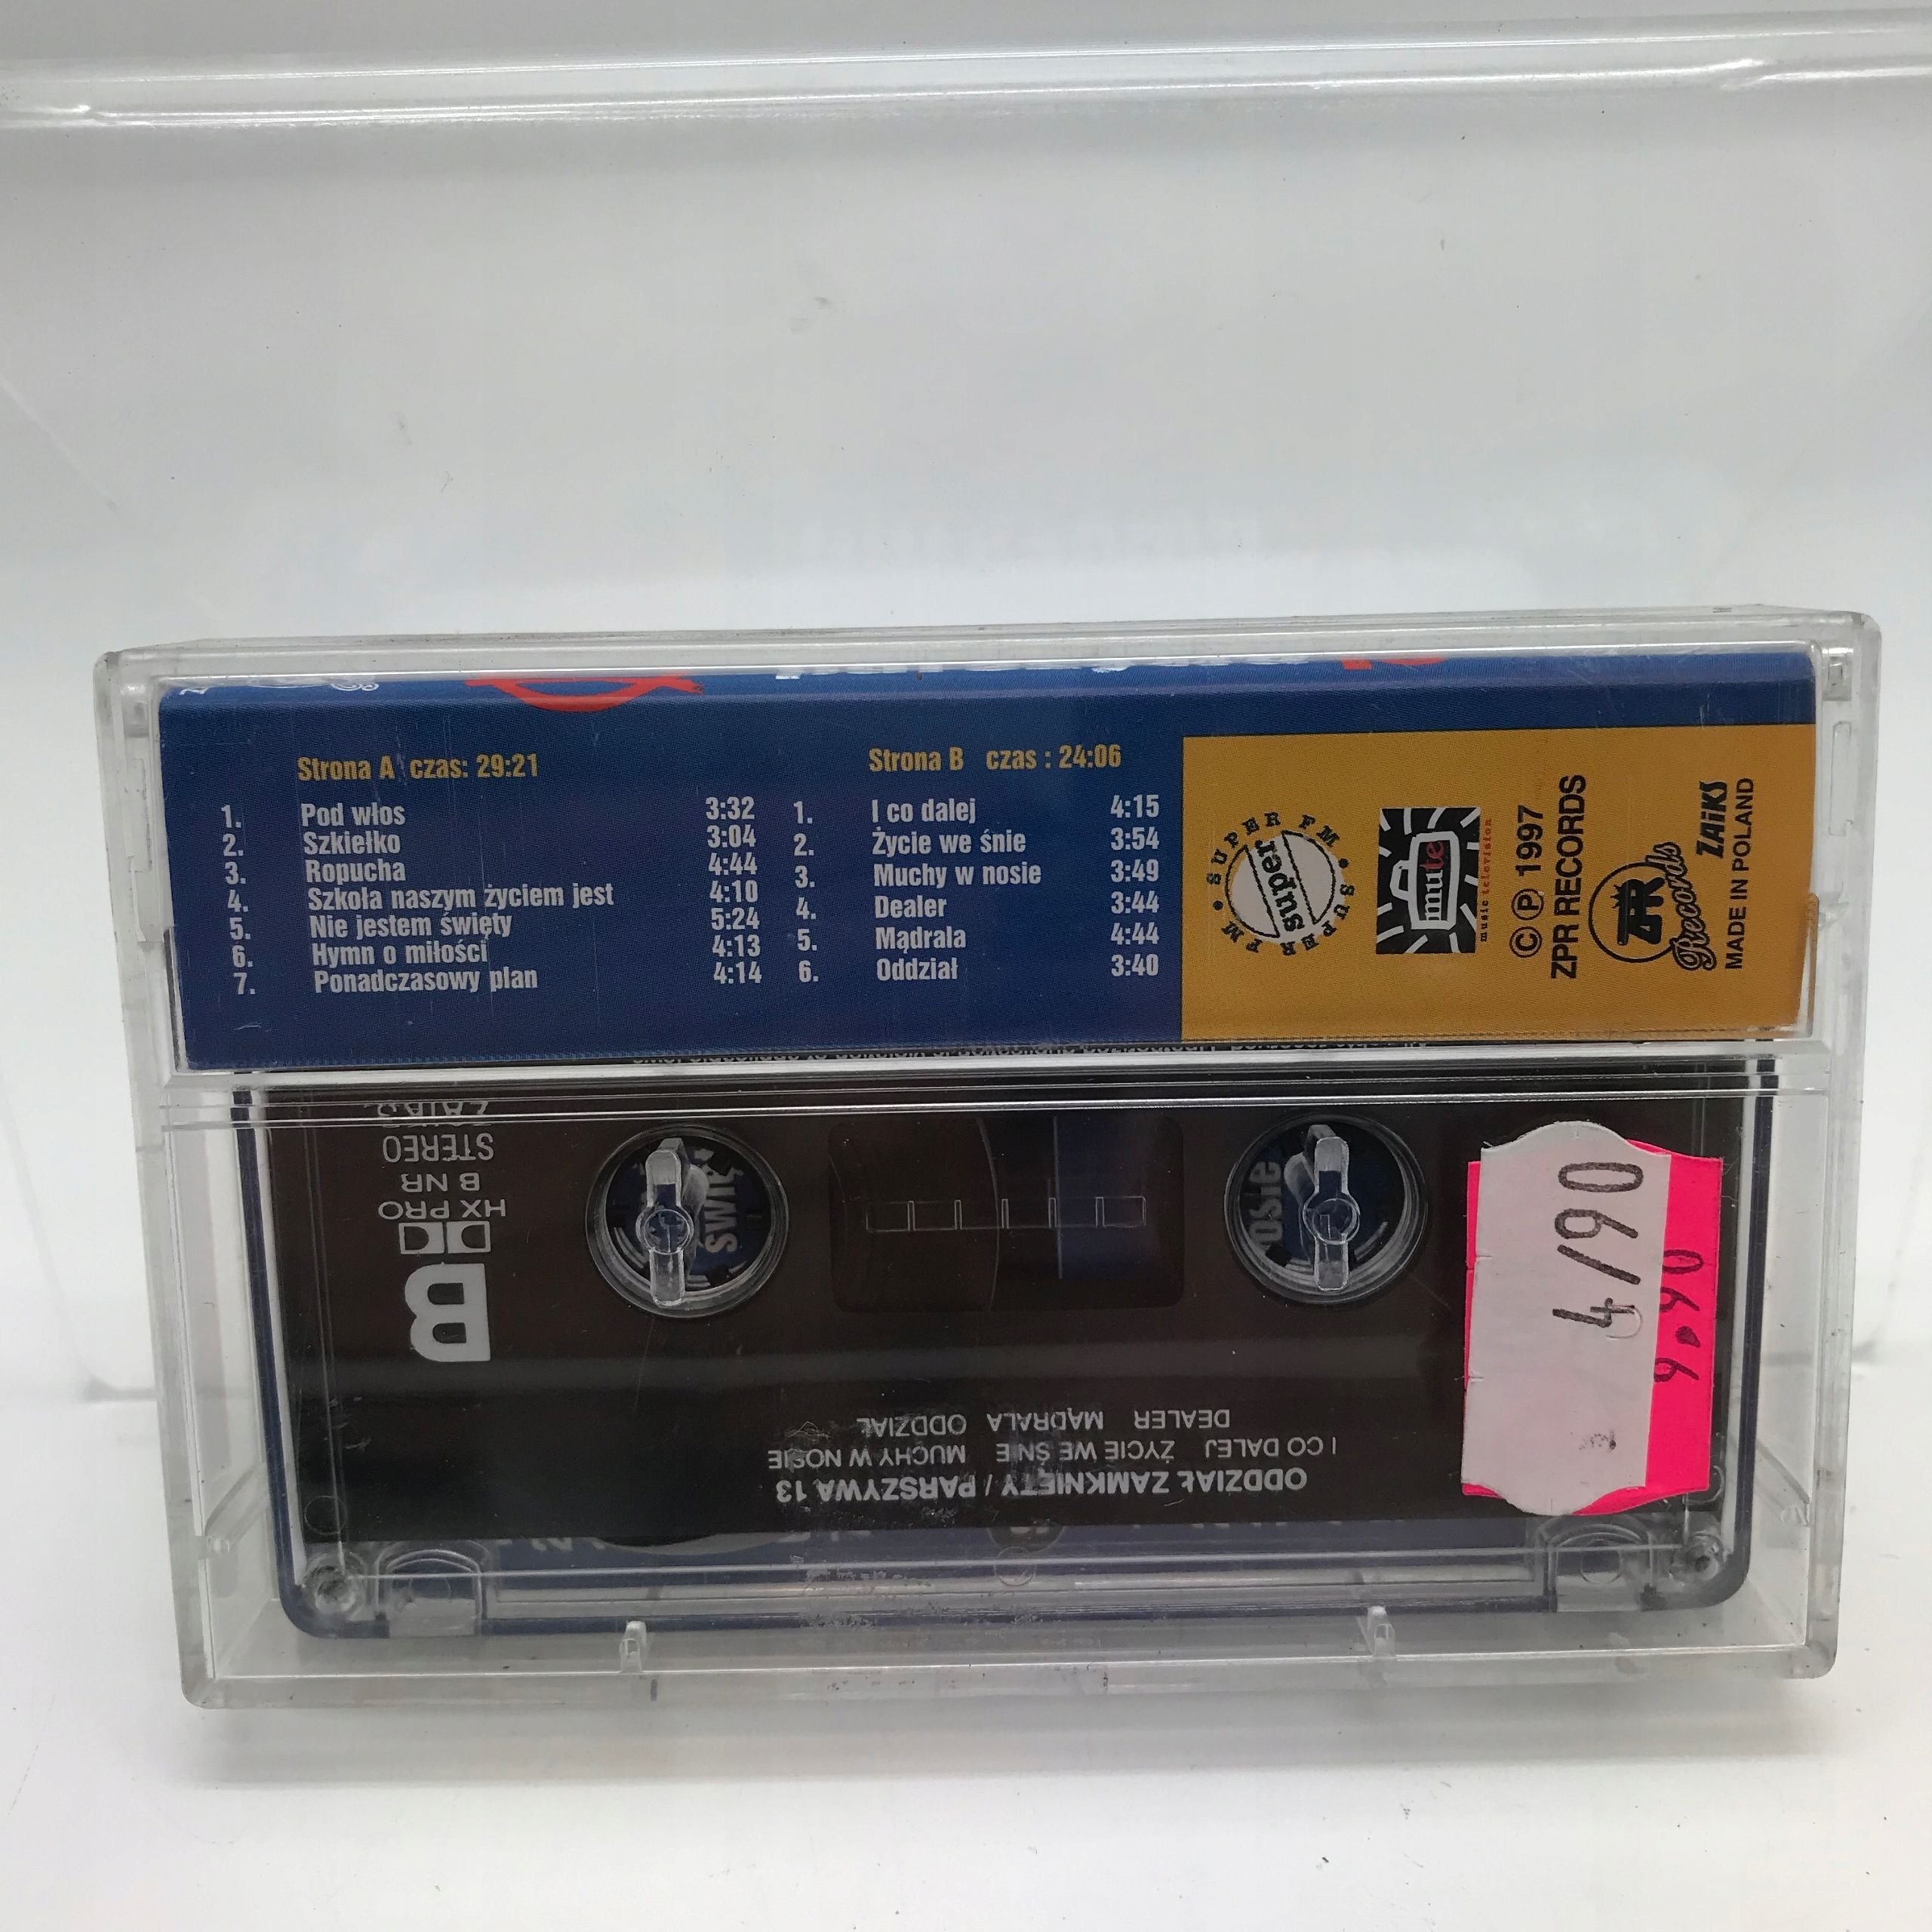 Strona A czas: 29:21
1. Pod włos 3:32
2. Szkiełko 3:04
3. Ropucha 4:44
4. Szkoła naszym życiem jest 4:10
5. Nie jestem święty 5:24
6. Hymn o miłości 4:13
7. Ponadczasowy plan 4:14
Strona B czas : 24:06
1. I co dalej 4:15
2. Życie we śnie 3:54
3. Muchy w nosie 3:49
4. Dealer 3:44
5. Mądrala 4:44
6. Oddział 3:40
SUPER FM • SUPER FM •
super
mute
music television
© ℗ 1997
ZPR RECORDS
ZPR
Records
ZAiKS
MADE IN POLAND
ODDZIAŁ ZAMKNIĘTY / PARSZYWA 13
I CO DALEJ ŻYCIE WE ŚNIE MUCHY W NOSIE
DEALER MĄDRALA ODDZIAŁ
B
HX PRO
B NR
STEREO
ZAIKS
4/90
9.90